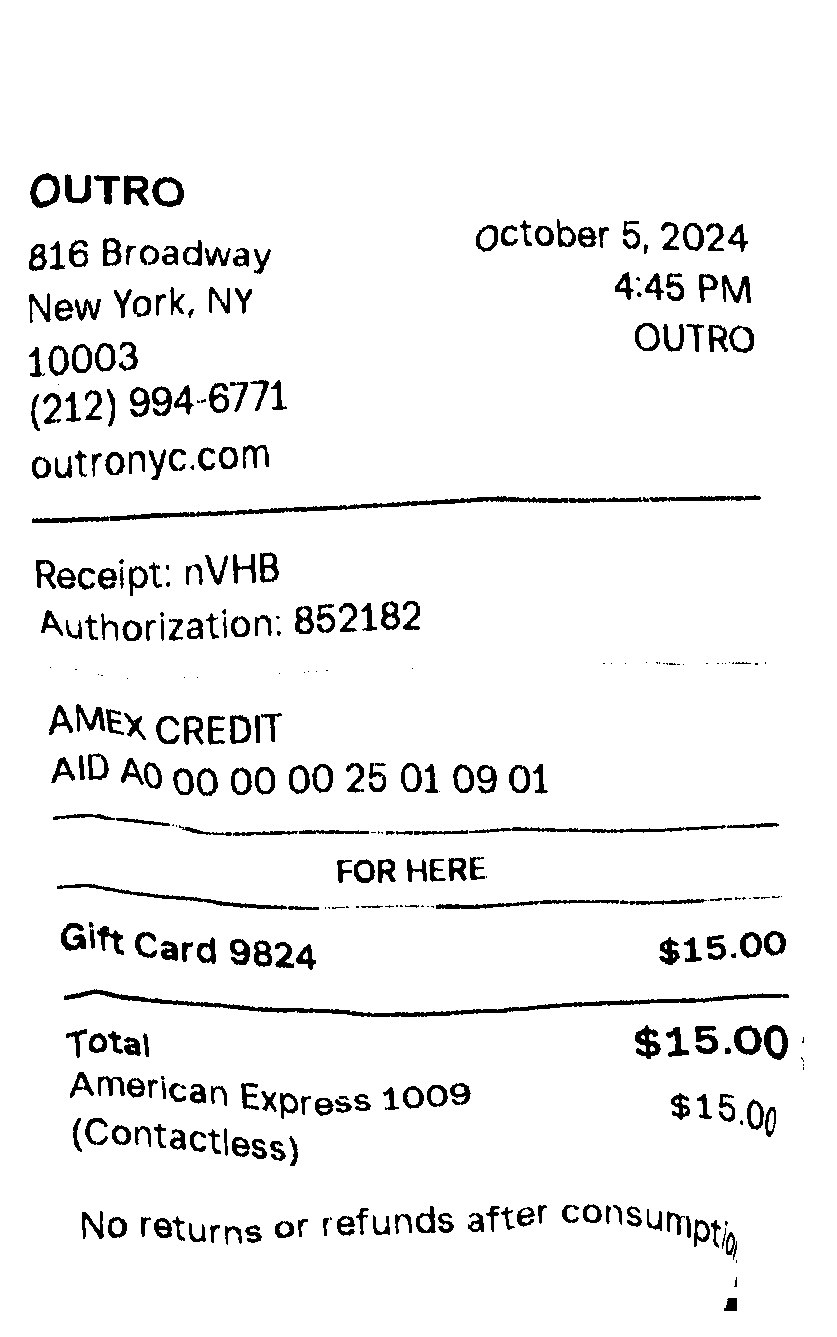 OUTRO
816 Broadway
New York, NY
10003
(212) 994-6771
outronyc.com
October 5, 2024
4:45 PM
OUTRO
Receipt: nVHB
Authorization: 852182
AMEX CREDIT
AID A0 00 00 00 25 01 09 01
FOR HERE
Gift Card 9824 $15.00
Total $15.00
American Express 1009 $15.00
(Contactless)
No returns or refunds after consumptio